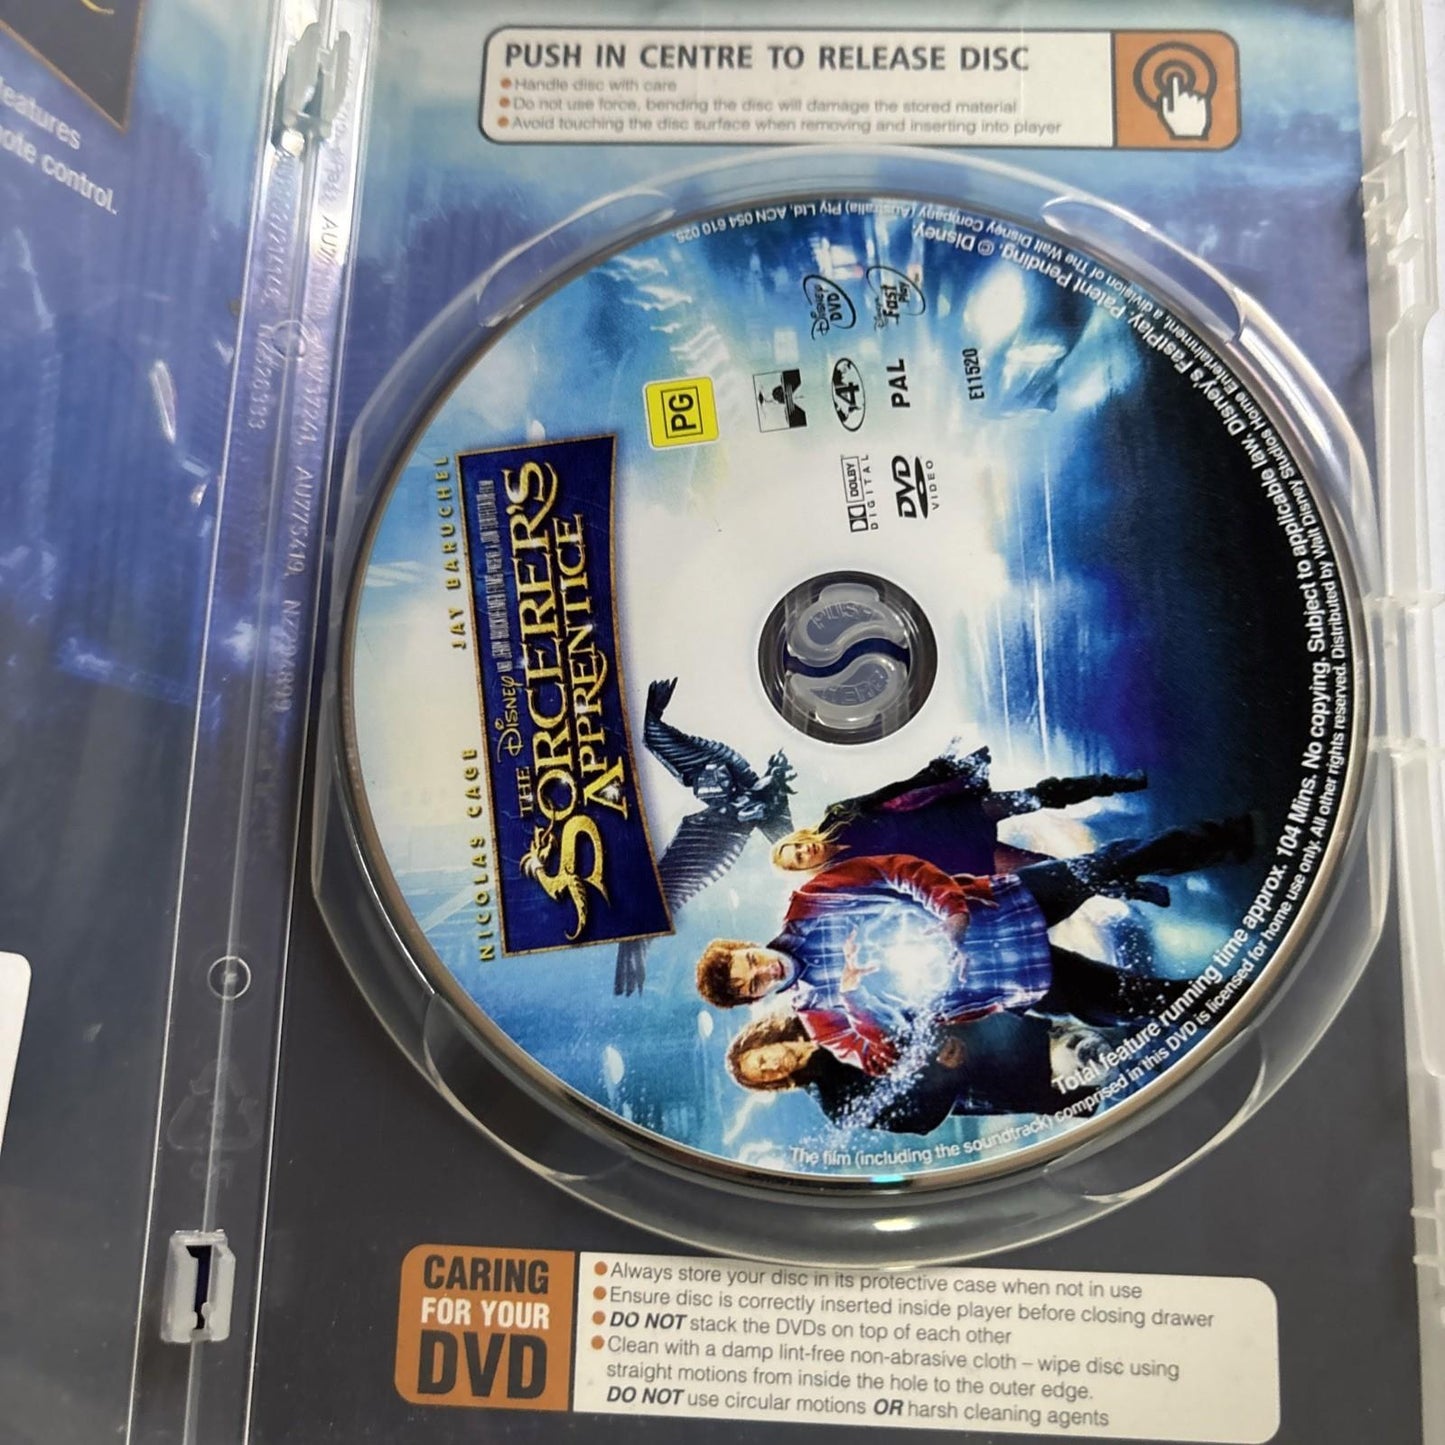 eatures
ote control.
PUSH IN CENTRE TO RELEASE DISC
Handle disc with care
Do not use force, bending the disc will damage the stored material
Avoid touching the disc surface when removing and inserting into player
NICOLAS CAGE JAY BARUCHEL
THE
DISNEY
SORCERER'S
APPRENTICE
PG
4
PAL
Disney
DVD
Disney
Fast
Play
DOLBY
DIGITAL
DVD
VIDEO
E11520
Total feature running time approx. 104 Mins. No copying. Subject to applicable law. Disney's FastPlay. Patent Pending. © Disney.
The film (including the soundtrack) comprised in this DVD is licensed for home use only. All other rights reserved. Distributed by Walt Disney Studios Home Entertainment, a division of The Walt Disney Company (Australia) Pty Ltd. ACN 054 610 025.
PUSH
CARING
FOR YOUR
DVD
Always store your disc in its protective case when not in use
Ensure disc is correctly inserted inside player before closing drawer
DO NOT stack the DVDs on top of each other
Clean with a damp lint-free non-abrasive cloth – wipe disc using
straight motions from inside the hole to the outer edge.
DO NOT use circular motions OR harsh cleaning agents